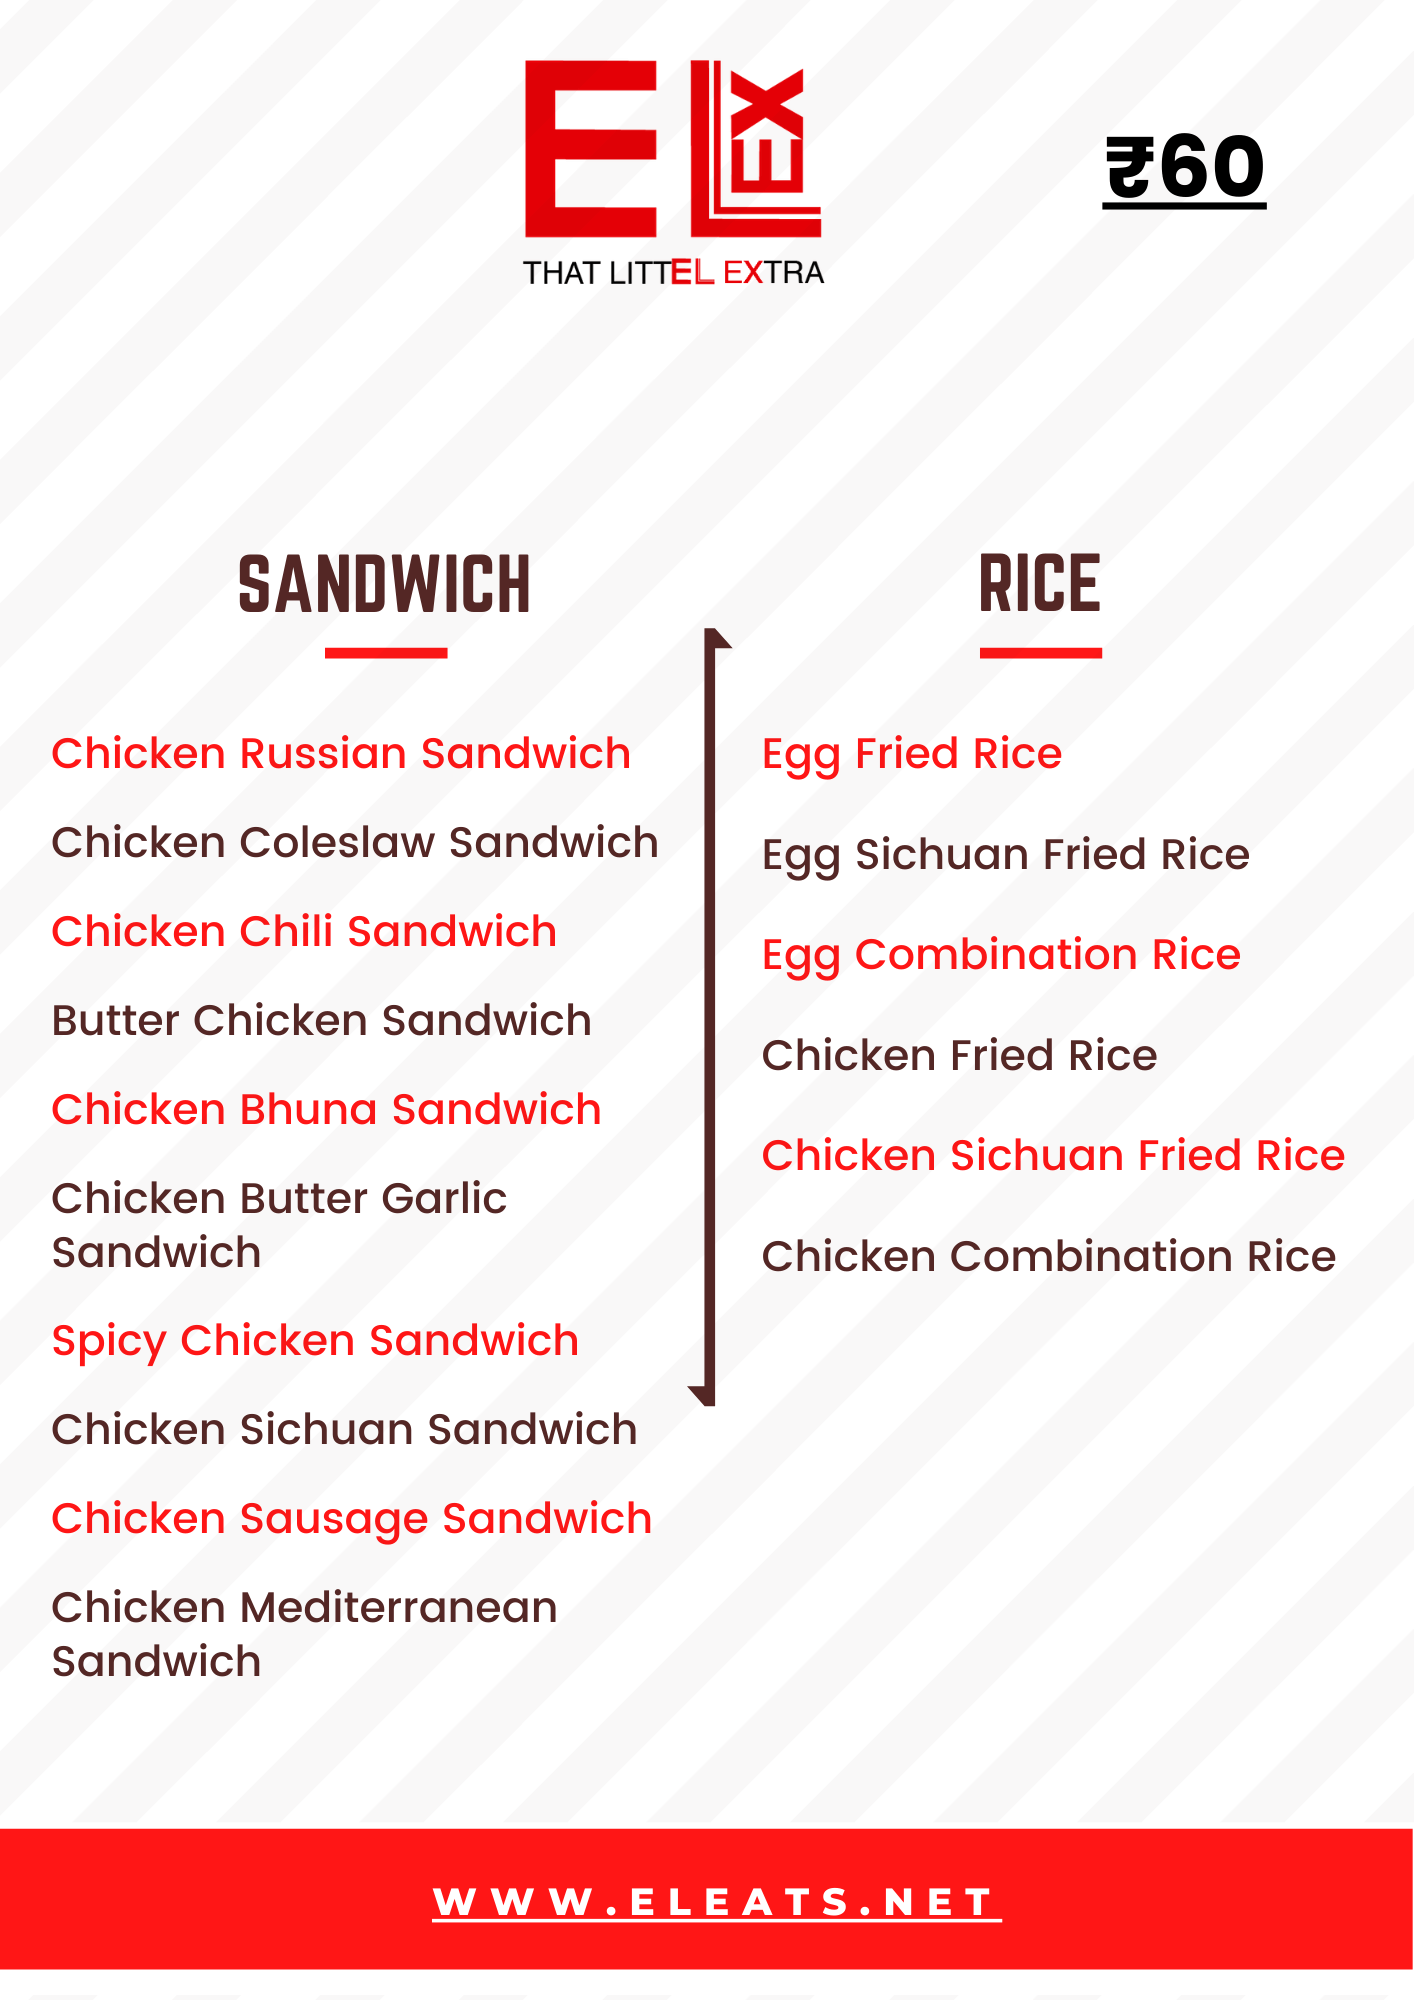 EL EX
THAT LITTEL EXTRA
₹60
SANDWICH
Chicken Russian Sandwich
Chicken Coleslaw Sandwich
Chicken Chili Sandwich
Butter Chicken Sandwich
Chicken Bhuna Sandwich
Chicken Butter Garlic
Sandwich
Spicy Chicken Sandwich
Chicken Sichuan Sandwich
Chicken Sausage Sandwich
Chicken Mediterranean
Sandwich
RICE
Egg Fried Rice
Egg Sichuan Fried Rice
Egg Combination Rice
Chicken Fried Rice
Chicken Sichuan Fried Rice
Chicken Combination Rice
WWW.ELEATS.NET